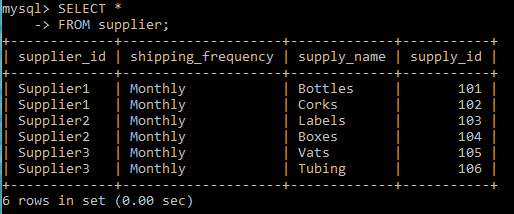 mysql> SELECT *
    -> FROM supplier;
+-------------+--------------------+-------------+-----------+
| supplier_id | shipping_frequency | supply_name | supply_id |
+-------------+--------------------+-------------+-----------+
| Supplier1   | Monthly            | Bottles     |       101 |
| Supplier1   | Monthly            | Corks       |       102 |
| Supplier2   | Monthly            | Labels      |       103 |
| Supplier2   | Monthly            | Boxes       |       104 |
| Supplier3   | Monthly            | Vats        |       105 |
| Supplier3   | Monthly            | Tubing      |       106 |
+-------------+--------------------+-------------+-----------+
6 rows in set (0.00 sec)